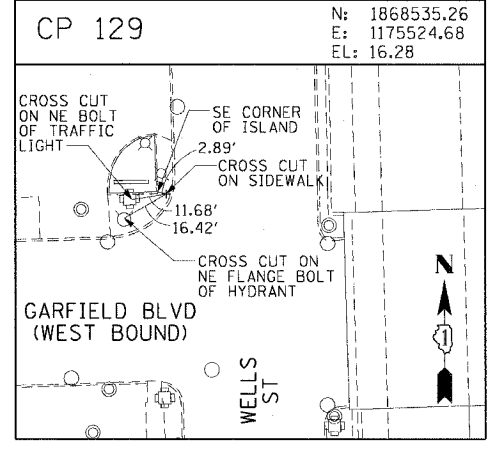 CP 129
N: 1868535.26
E: 1175524.68
EL: 16.28
CROSS CUT
ON NE BOLT
OF TRAFFIC
LIGHT
SE CORNER
OF ISLAND
2.89'
CROSS CUT
ON SIDEWALK
11.68'
16.42'
CROSS CUT ON
NE FLANGE BOLT
OF HYDRANT
GARFIELD BLVD
(WEST BOUND)
WELLS
ST
N
1